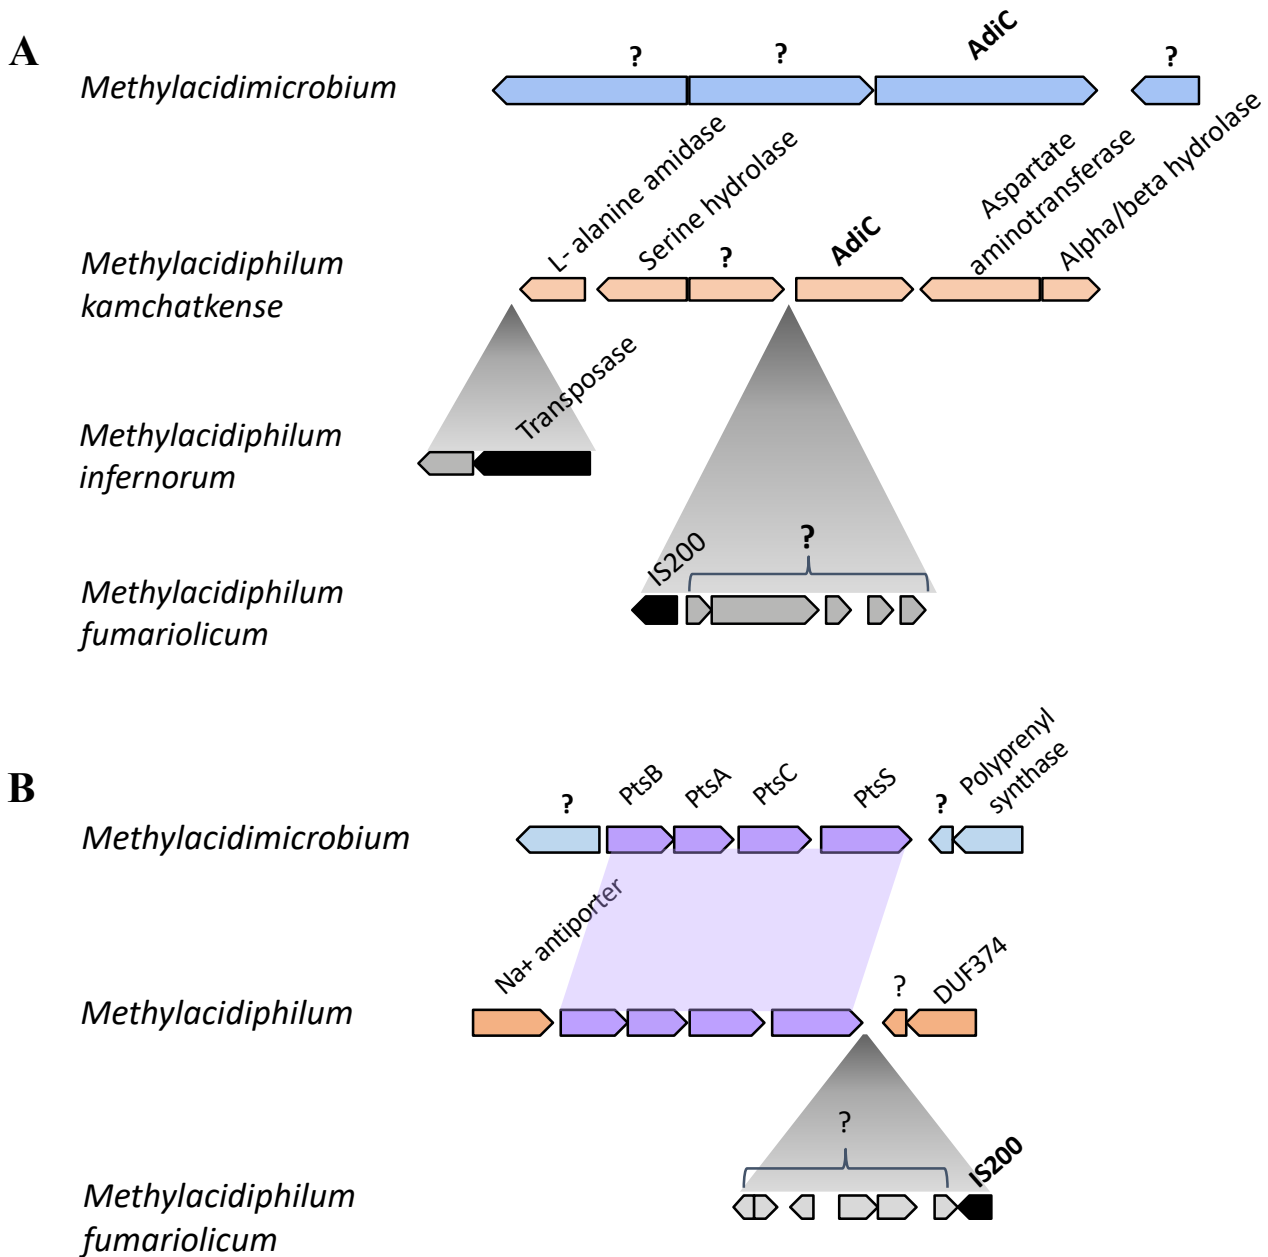 A
AdiC
? ? ?
Methylacidimicrobium
L- alanine amidase
Serine hydrolase
Aspartate
aminotransferase
Alpha/beta hydrolase
Methylacidiphilum
kamchatkense
?
AdiC
Transposase
Methylacidiphilum
infernorum
?
IS200
Methylacidiphilum
fumariolicum
B
PtsB
PtsA
PtsC
PtsS
Polyprenyl
synthase
? ?
Methylacidimicrobium
Na+ antiporter
? DUF374
Methylacidiphilum
?
IS200
Methylacidiphilum
fumariolicum